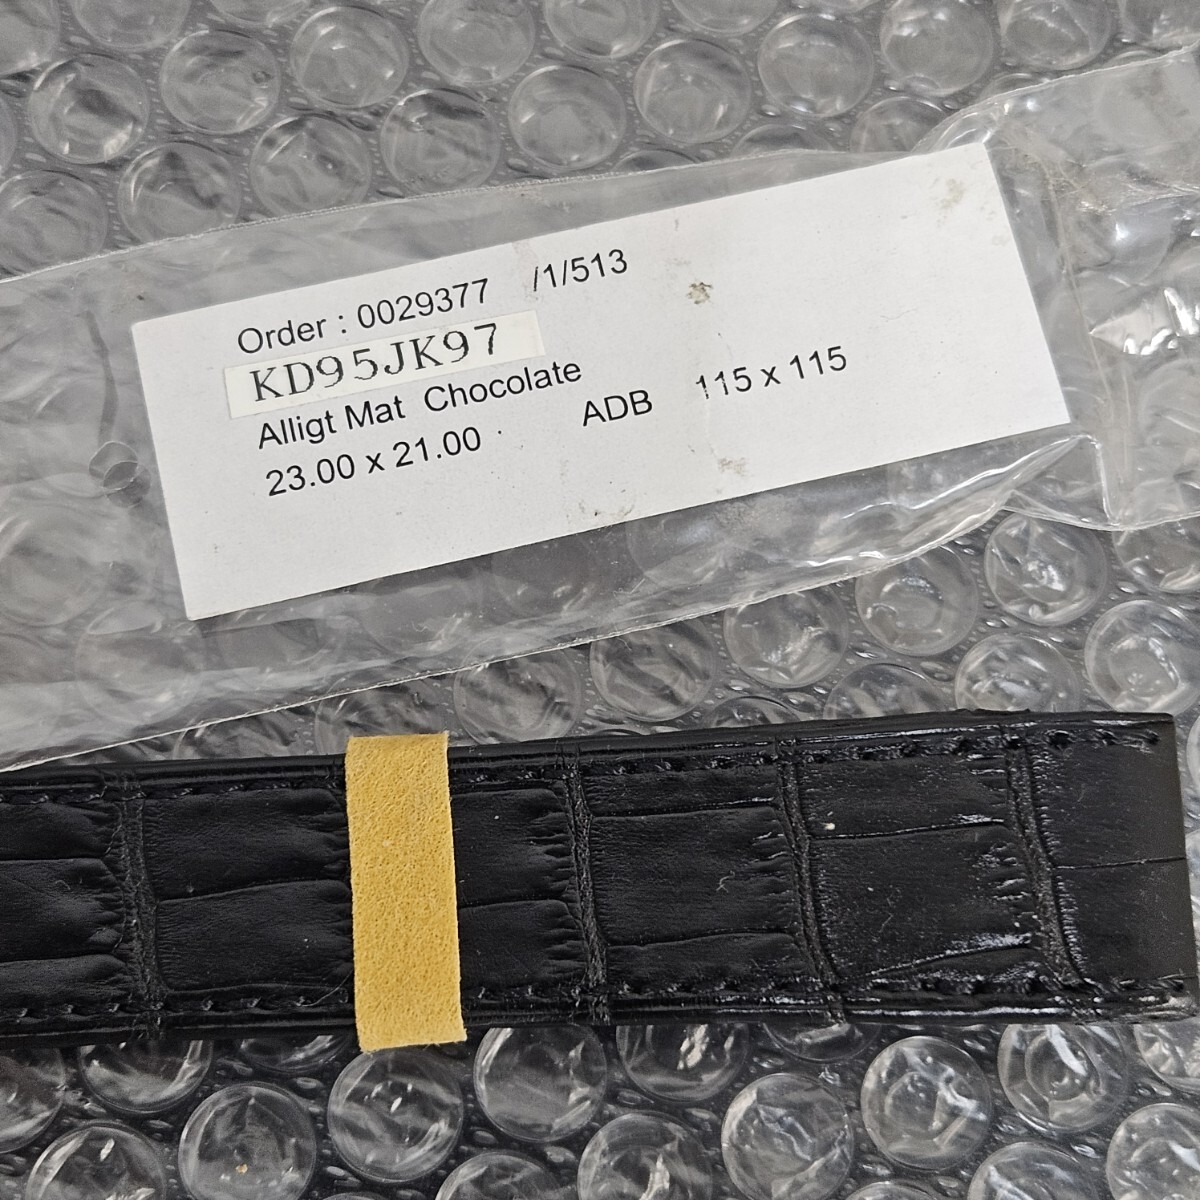 Order : 0029377 /1/513
KD95JK97
Alligt Mat Chocolate
23.00 x 21.00 ADB 115 x 115